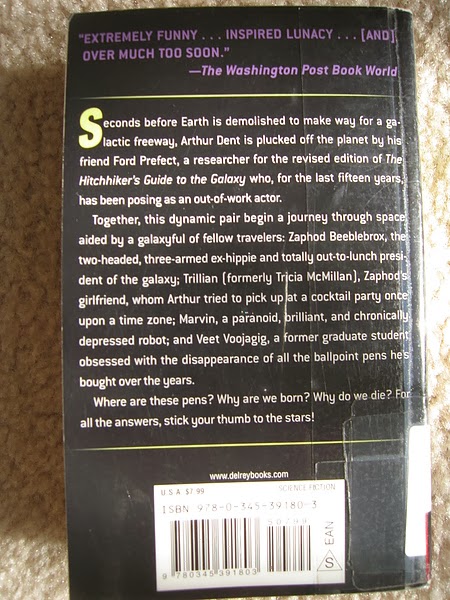 "EXTREMELY FUNNY . . . INSPIRED LUNACY . . . [AND]
OVER MUCH TOO SOON."
—The Washington Post Book World
Seconds before Earth is demolished to make way for a ga-
lactic freeway, Arthur Dent is plucked off the planet by his
friend Ford Prefect, a researcher for the revised edition of The
Hitchhiker's Guide to the Galaxy who, for the last fifteen years,
has been posing as an out-of-work actor.
Together, this dynamic pair begin a journey through space
aided by a galaxyful of fellow travelers: Zaphod Beeblebrox, the
two-headed, three-armed ex-hippie and totally out-to-lunch presi-
dent of the galaxy; Trillian (formerly Tricia McMillan), Zaphod's
girlfriend, whom Arthur tried to pick up at a cocktail party once
upon a time zone; Marvin, a paranoid, brilliant, and chronically
depressed robot; and Veet Voojagig, a former graduate student
obsessed with the disappearance of all the ballpoint pens he's
bought over the years.
Where are these pens? Why are we born? Why do we die? For
all the answers, stick your thumb to the stars!
www.delreybooks.com
U.S.A $7.99 SCIENCE FICTION
ISBN 978-0-345-39180-3
50799
9 780345 391803
S EAN